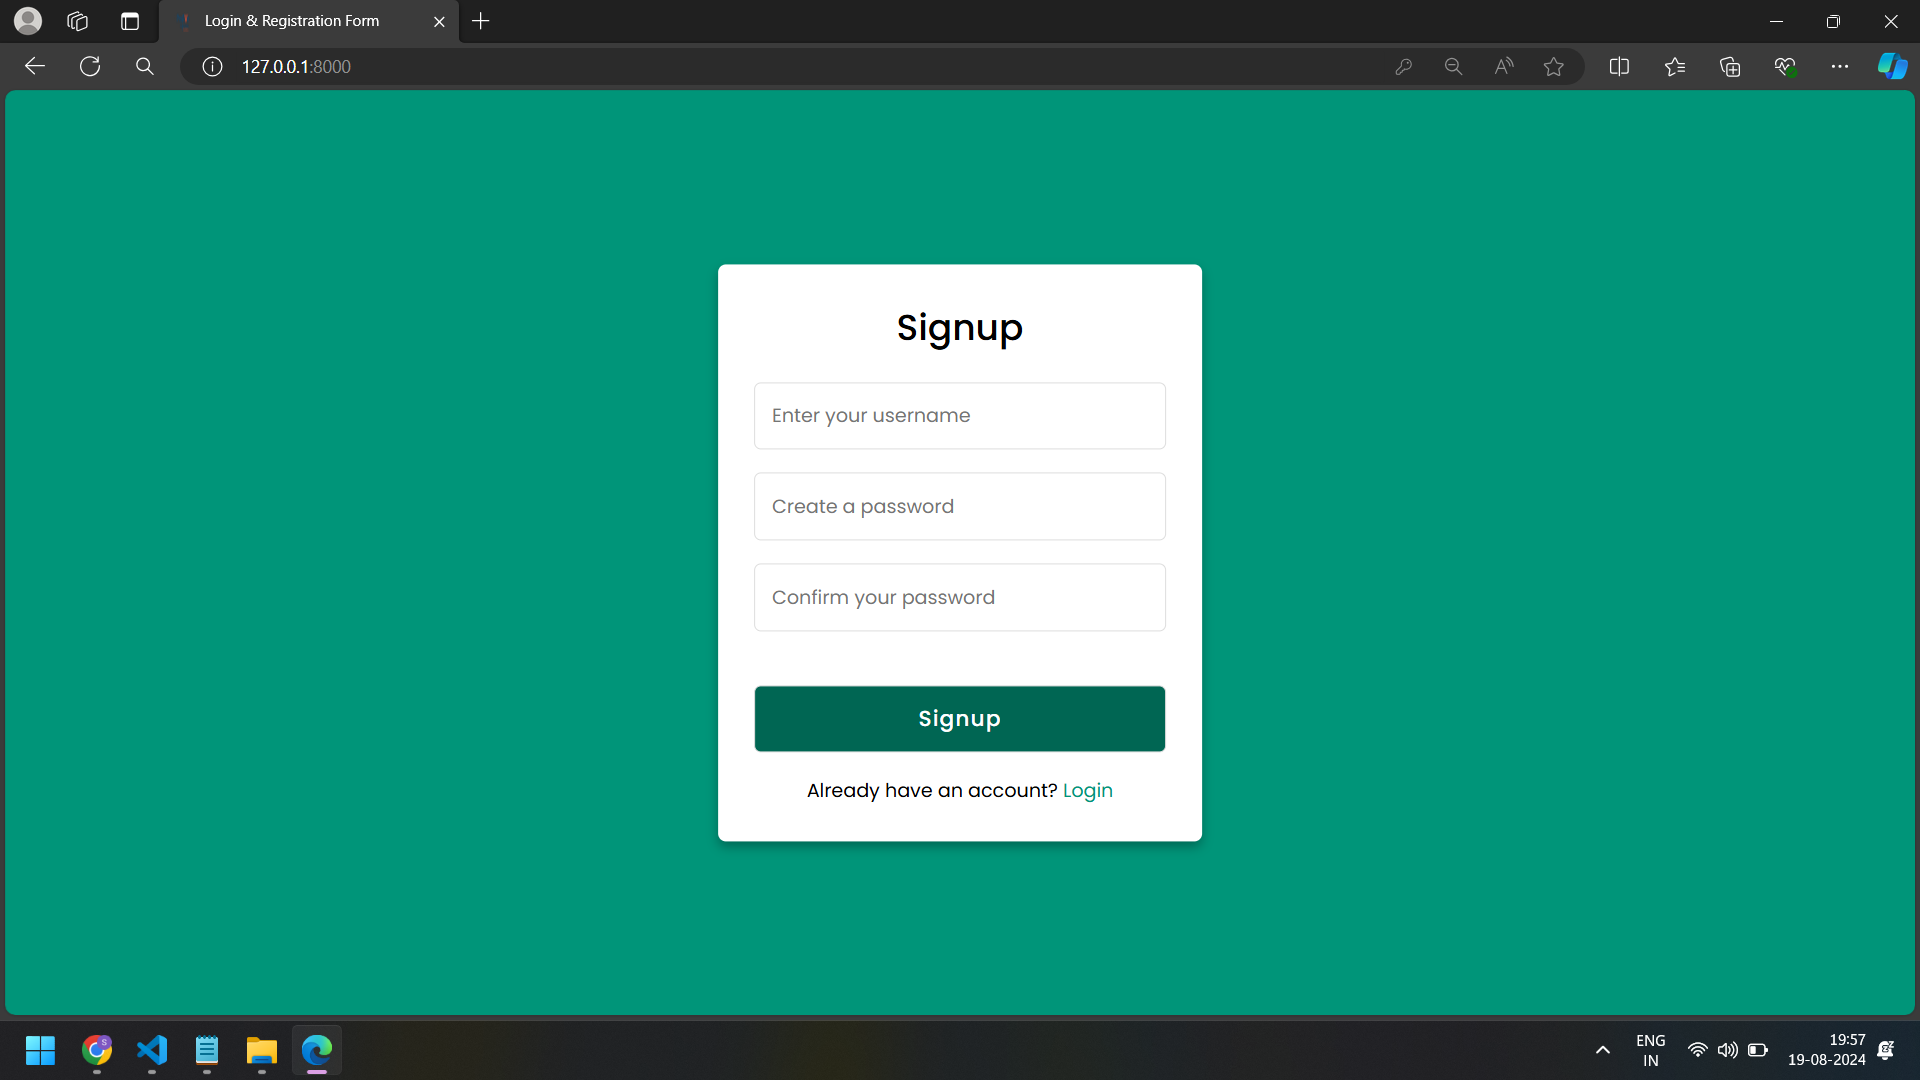 Login & Registration Form
127.0.0.1:8000
Signup
Enter your username
Create a password
Confirm your password
Signup
Already have an account? Login
ENG
IN
19:57
19-08-2024